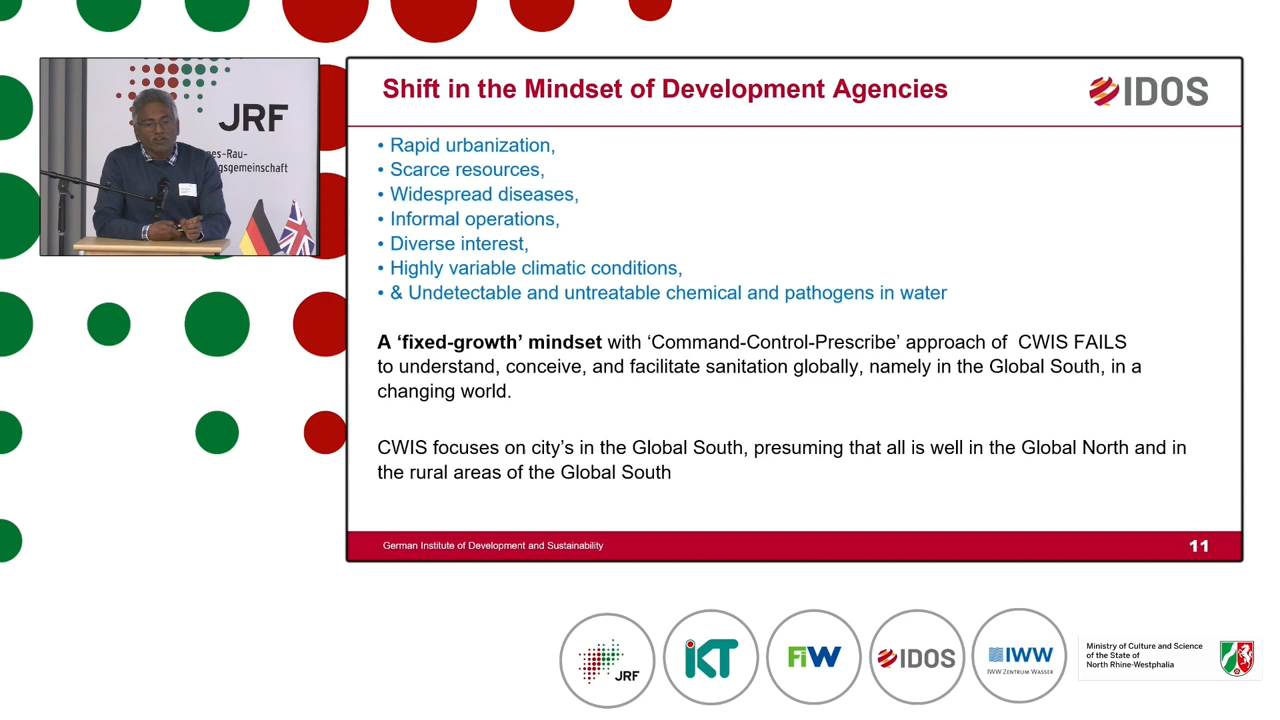 JRF
es-Rau-
gsgemeinschaft
Shift in the Mindset of Development Agencies
IDOS
• Rapid urbanization,
• Scarce resources,
• Widespread diseases,
• Informal operations,
• Diverse interest,
• Highly variable climatic conditions,
• & Undetectable and untreatable chemical and pathogens in water
A ‘fixed-growth’ mindset with ‘Command-Control-Prescribe’ approach of CWIS FAILS
to understand, conceive, and facilitate sanitation globally, namely in the Global South, in a
changing world.
CWIS focuses on city’s in the Global South, presuming that all is well in the Global North and in
the rural areas of the Global South
German Institute of Development and Sustainability
11
JRF
iKT
FiW
IDOS
IWW
IWW ZENTRUM WASSER
Ministry of Culture and Science
of the State of
North Rhine-Westphalia